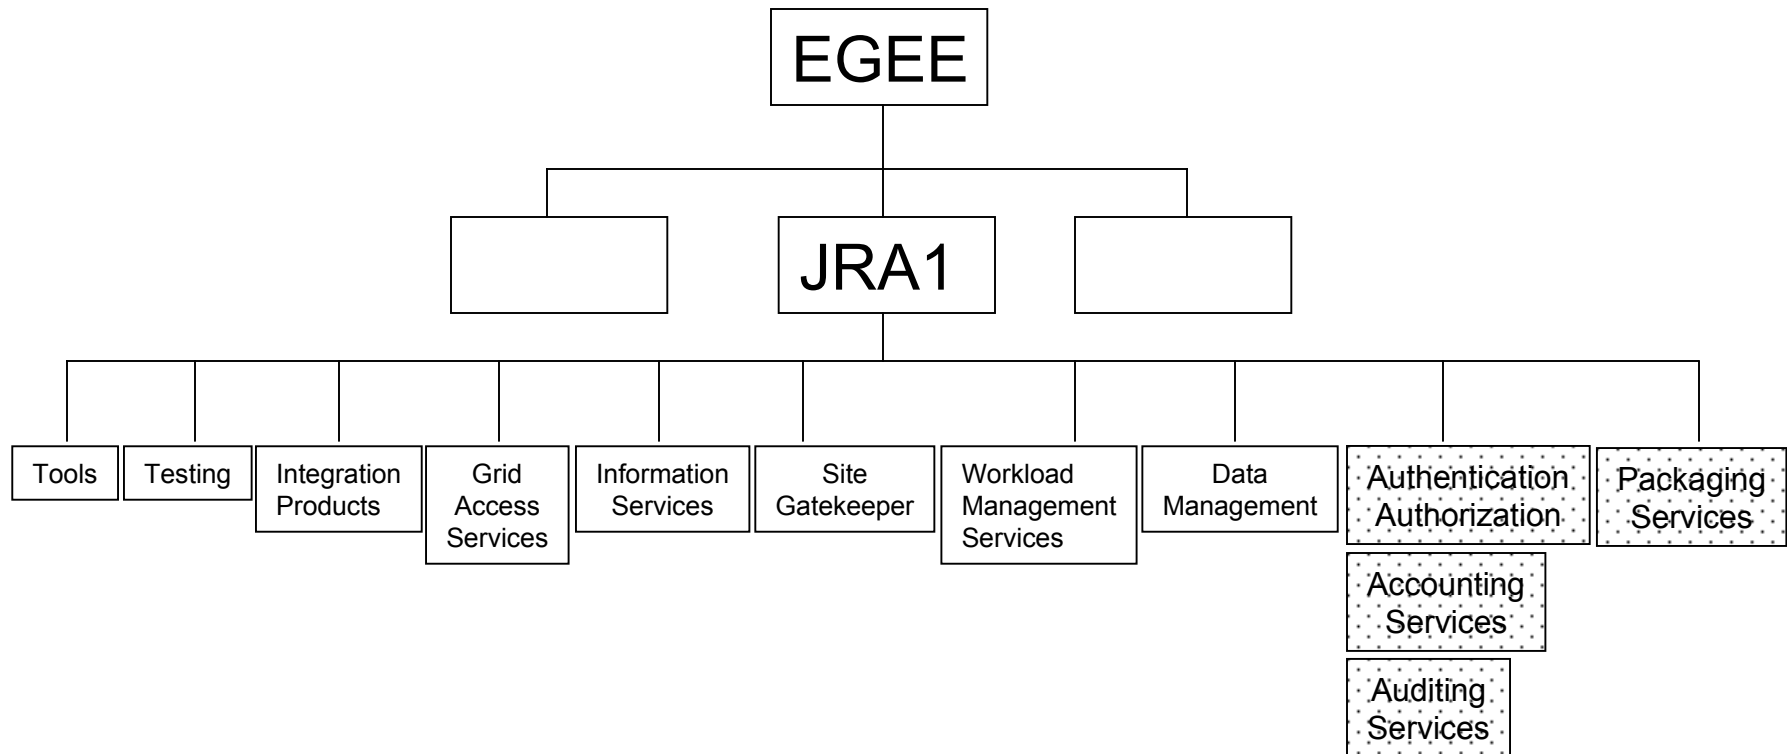 EGEE
JRA1
Tools
Testing
Integration
Products
Grid
Access
Services
Information
Services
Site
Gatekeeper
Workload
Management
Services
Data
Management
Authentication
Authorization
Packaging
Services
Accounting
Services
Auditing
Services